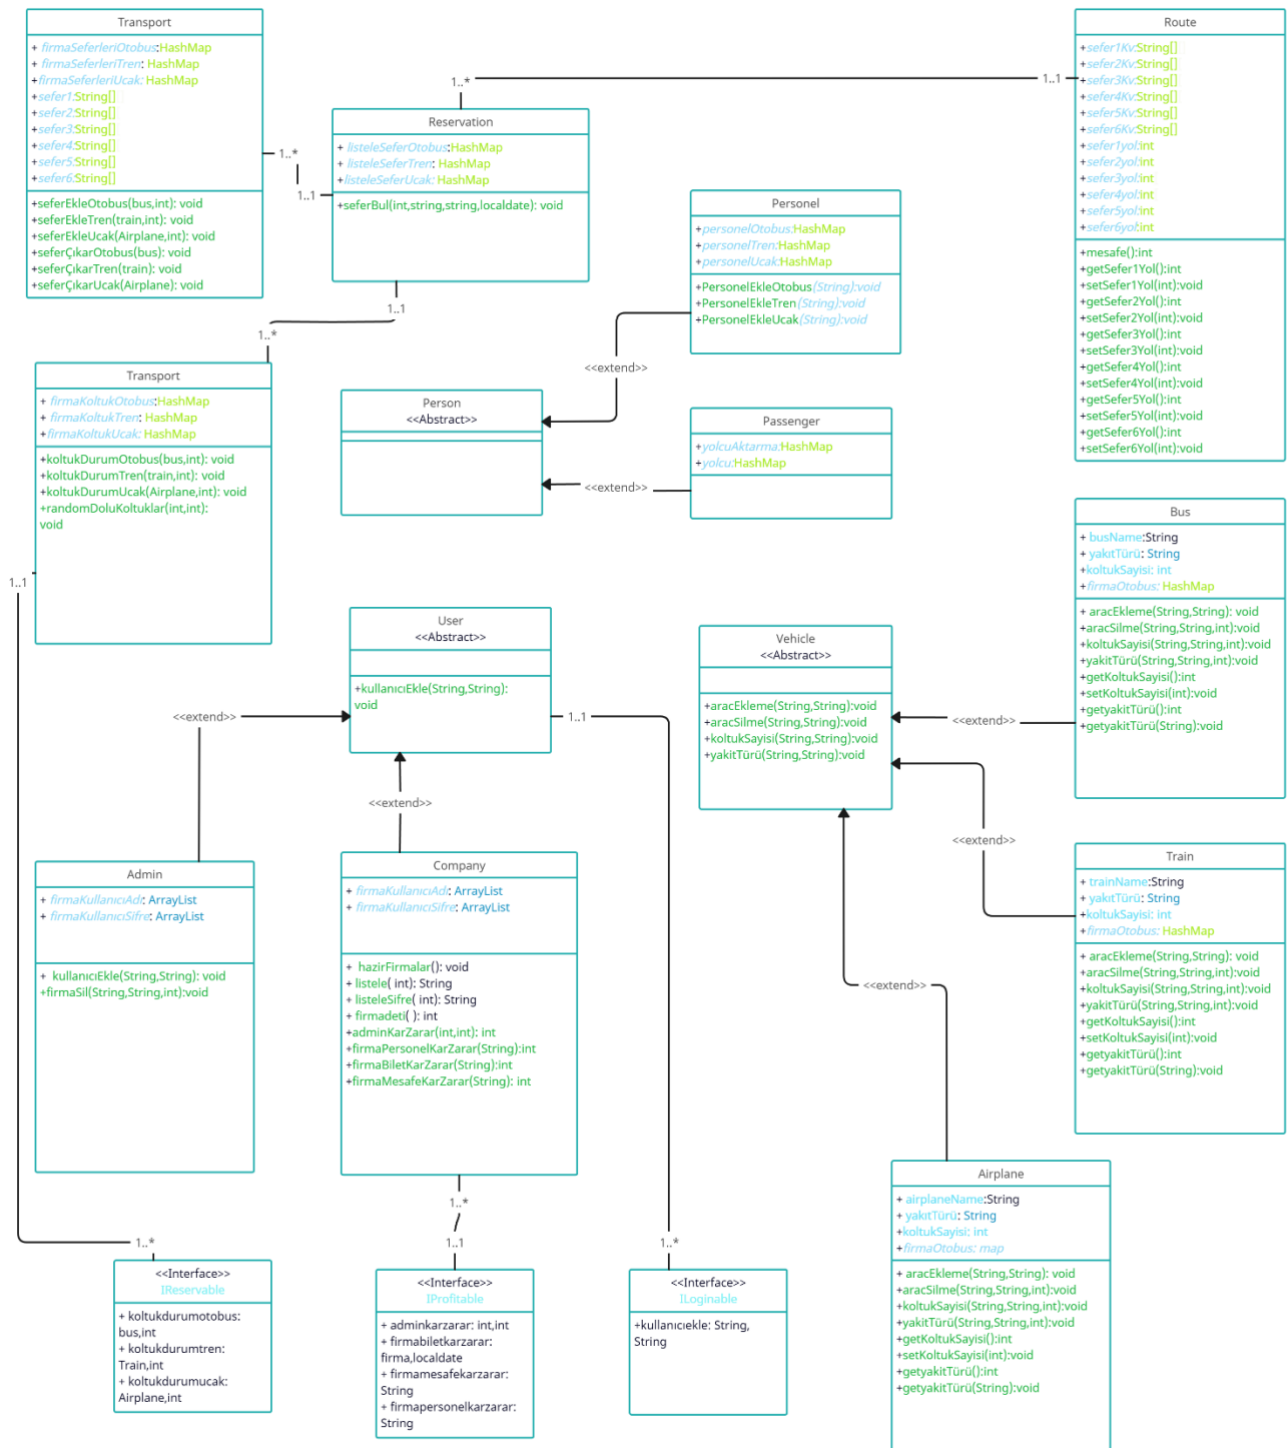 Transport
+ firmaSeferleriOtobus:HashMap
+ firmaSeferleriTren: HashMap
+firmaSeferleriUcak: HashMap
+sefer1:String[]
+sefer2:String[]
+sefer3:String[]
+sefer4:String[]
+sefer5:String[]
+sefer6:String[]
+seferEkleOtobus(bus,int): void
+seferEkleTren(train,int): void
+seferEkleUcak(Airplane,int): void
+seferÇıkarOtobus(bus): void
+seferÇıkarTren(train): void
+seferÇıkarUcak(Airplane): void
1..*
1..1
1..*
1..1
Reservation
+ listeleSeferOtobus:HashMap
+ listeleSeferTren: HashMap
+listeleSeferUcak: HashMap
+seferBul(int,string,string,localdate): void
1..1
1..*
Route
+sefer1Kv:String[]
+sefer2Kv:String[]
+sefer3Kv:String[]
+sefer4Kv:String[]
+sefer5Kv:String[]
+sefer6Kv:String[]
+sefer1yol:int
+sefer2yol:int
+sefer3yol:int
+sefer4yol:int
+sefer5yol:int
+sefer6yol:int
+mesafe():int
+getSefer1Yol():int
+setSefer1Yol(int):void
+getSefer2Yol():int
+setSefer2Yol(int):void
+getSefer3Yol():int
+setSefer3Yol(int):void
+getSefer4Yol():int
+setSefer4Yol(int):void
+getSefer5Yol():int
+setSefer5Yol(int):void
+getSefer6Yol():int
+setSefer6Yol(int):void
Personel
+personelOtobus:HashMap
+personelTren:HashMap
+personelUcak:HashMap
+PersonelEkleOtobus(String):void
+PersonelEkleTren(String):void
+PersonelEkleUcak(String):void
<<extend>>
Transport
+ firmaKoltukOtobus:HashMap
+ firmaKoltukTren: HashMap
+firmaKoltukUcak: HashMap
+koltukDurumOtobus(bus,int): void
+koltukDurumTren(train,int): void
+koltukDurumUcak(Airplane,int): void
+randomDoluKoltuklar(int,int):
void
1..1
Person
<<Abstract>>
Passenger
+yolcuAktarma:HashMap
+yolcu:HashMap
<<extend>>
Bus
+ busName:String
+ yakıtTürü: String
+koltukSayisi: int
+firmaOtobus: HashMap
+ aracEkleme(String,String): void
+aracSilme(String,String,int):void
+koltukSayisi(String,String,int):void
+yakitTürü(String,String,int):void
+getKoltukSayisi():int
+setKoltukSayisi(int):void
+getyakitTürü():int
+getyakitTürü(String):void
User
<<Abstract>>
+kullanıcıEkle(String,String):
void
1..1
<<extend>>
<<extend>>
Vehicle
<<Abstract>>
+aracEkleme(String,String):void
+aracSilme(String,String):void
+koltukSayisi(String,String):void
+yakitTürü(String,String):void
<<extend>>
<<extend>>
<<extend>>
Admin
+ firmaKullanıcıAdı: ArrayList
+ firmaKullanıcıSifre: ArrayList
+ kullanıcıEkle(String,String): void
+firmaSil(String,String,int):void
Company
+ firmaKullanıcıAdı: ArrayList
+ firmaKullanıcıSifre: ArrayList
+ hazirFirmalar(): void
+ listele( int): String
+ listeleSifre( int): String
+ firmadeti( ): int
+adminKarZarar(int,int): int
+firmaPersonelKarZarar(String):int
+firmaBiletKarZarar(String):int
+firmaMesafeKarZarar(String): int
Train
+ trainName:String
+ yakıtTürü: String
+koltukSayisi: int
+firmaOtobus: HashMap
+ aracEkleme(String,String): void
+aracSilme(String,String,int):void
+koltukSayisi(String,String,int):void
+yakitTürü(String,String,int):void
+getKoltukSayisi():int
+setKoltukSayisi(int):void
+getyakitTürü():int
+getyakitTürü(String):void
Airplane
+ airplaneName:String
+ yakıtTürü: String
+koltukSayisi: int
+firmaOtobus: map
+ aracEkleme(String,String): void
+aracSilme(String,String,int):void
+koltukSayisi(String,String,int):void
+yakitTürü(String,String,int):void
+getKoltukSayisi():int
+setKoltukSayisi(int):void
+getyakitTürü():int
+getyakitTürü(String):void
1..*
<<Interface>>
IReservable
+ koltukdurumotobus:
bus,int
+ koltukdurumtren:
Train,int
+ koltukdurumucak:
Airplane,int
1..*
1..1
<<Interface>>
IProfitable
+ adminkarzarar: int,int
+ firmabiletkarzarar:
firma,localdate
+ firmamesafekarzarar:
String
+ firmapersonelkarzarar:
String
1..*
<<Interface>>
ILoginable
+kullanıcıekle: String,
String